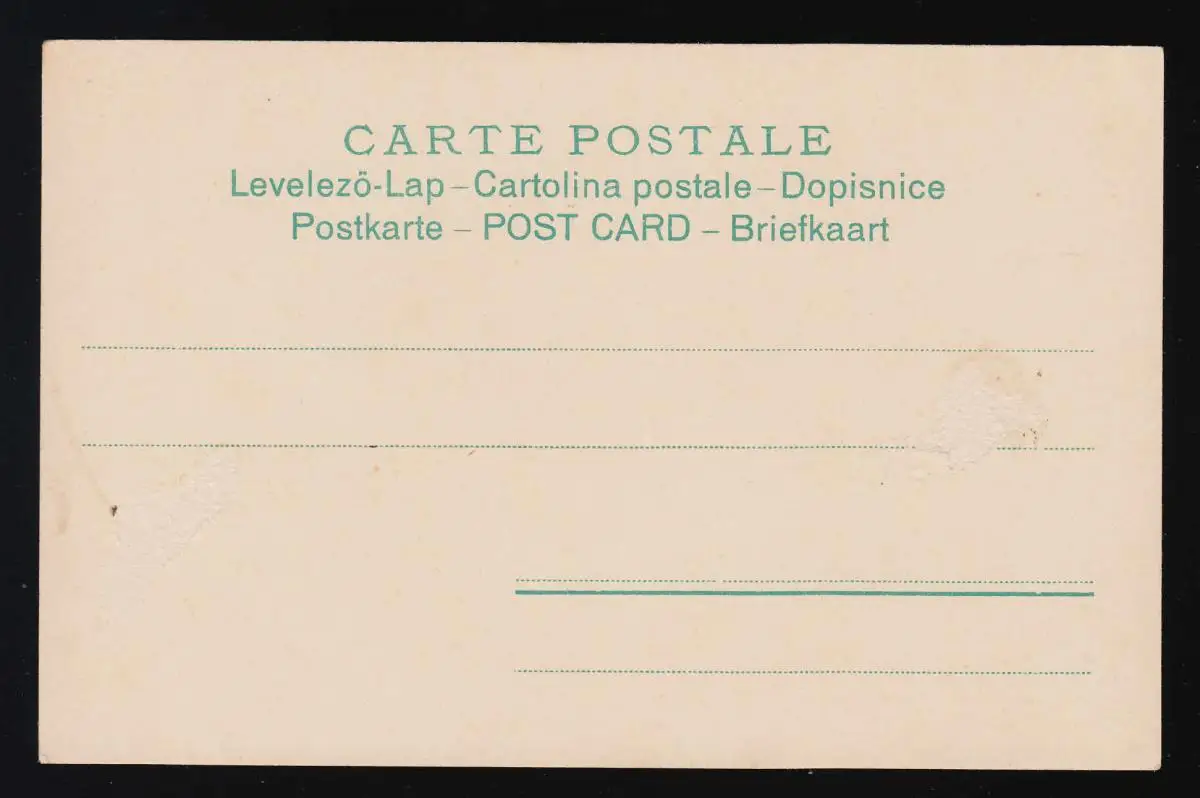 CARTE POSTALE
Levelező-Lap – Cartolina postale – Dopisnice
Postkarte – POST CARD – Briefkaart